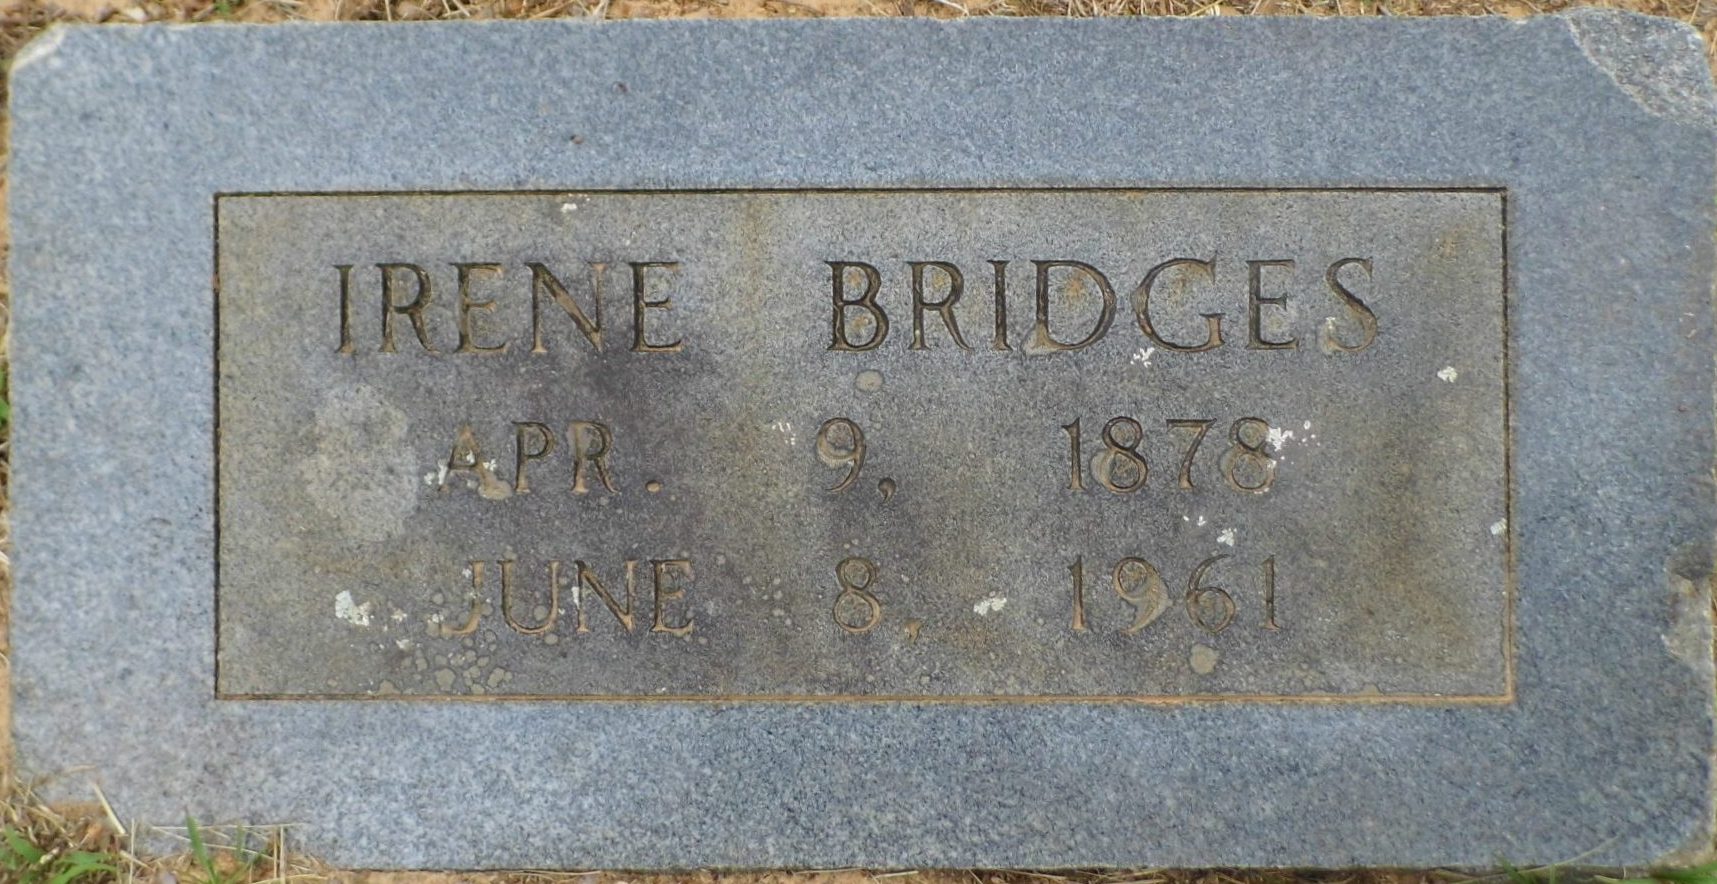 IRENE BRIDGES
APR. 9, 1878
JUNE 8, 1961